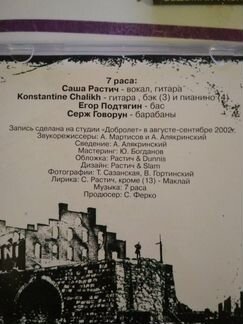 7 раса:
Саша Растич - вокал, гитара
Konstantine Chalikh - гитара , бэк (3) и пианино (4)
Егор Подтягин - бас
Серж Говорун - барабаны
Запись сделана на студии «Добролет» в августе-сентябре 2002г.
Звукорежиссеры: А. Мартисов и А. Алякринский
Сведение: А. Алякринский
Мастеринг: Ю. Богданов
Обложка: Растич & Dunnis
Дизайн: Растич & Slam
Фотографии: Т. Сазанская, В. Гортинский
Лирика: С. Растич, кроме (13) - Маклай
Музыка: 7 раса
Продюсер: С. Ферко